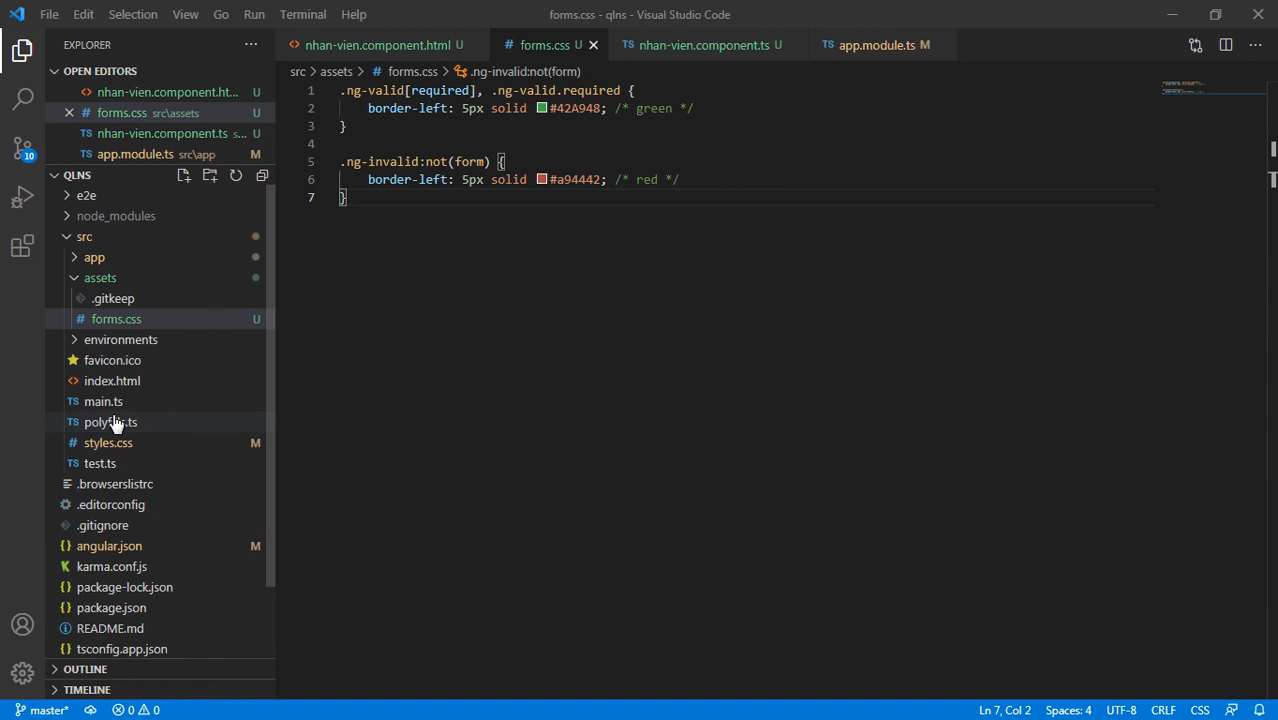 File Edit Selection View Go Run Terminal Help forms.css - qlns - Visual Studio Code
EXPLORER
nhan-vien.component.html U forms.css U nhan-vien.component.ts U app.module.ts M
OPEN EDITORS
src > assets > # forms.css > .ng-invalid:not(form)
nhan-vien.component.ht... U
# forms.css src\assets U
TS nhan-vien.component.ts s... U
TS app.module.ts src\app M
QLNS
e2e
node_modules
src
app
assets
.gitkeep
# forms.css U
environments
favicon.ico
index.html
TS main.ts
TS
# styles.css M
TS test.ts
.browserslistrc
.editorconfig
.gitignore
{} angular.json M
karma.conf.js
{} package-lock.json
{} package.json
README.md
{} tsconfig.app.json
OUTLINE
TIMELINE
10
1 .ng-valid[required], .ng-valid.required {
2 border-left: 5px solid #42A948; /* green */
3 }
4
5 .ng-invalid:not(form) {
6 border-left: 5px solid #a94442; /* red */
7 }
master* 0 0 Ln 7, Col 2 Spaces: 4 UTF-8 CRLF CSS